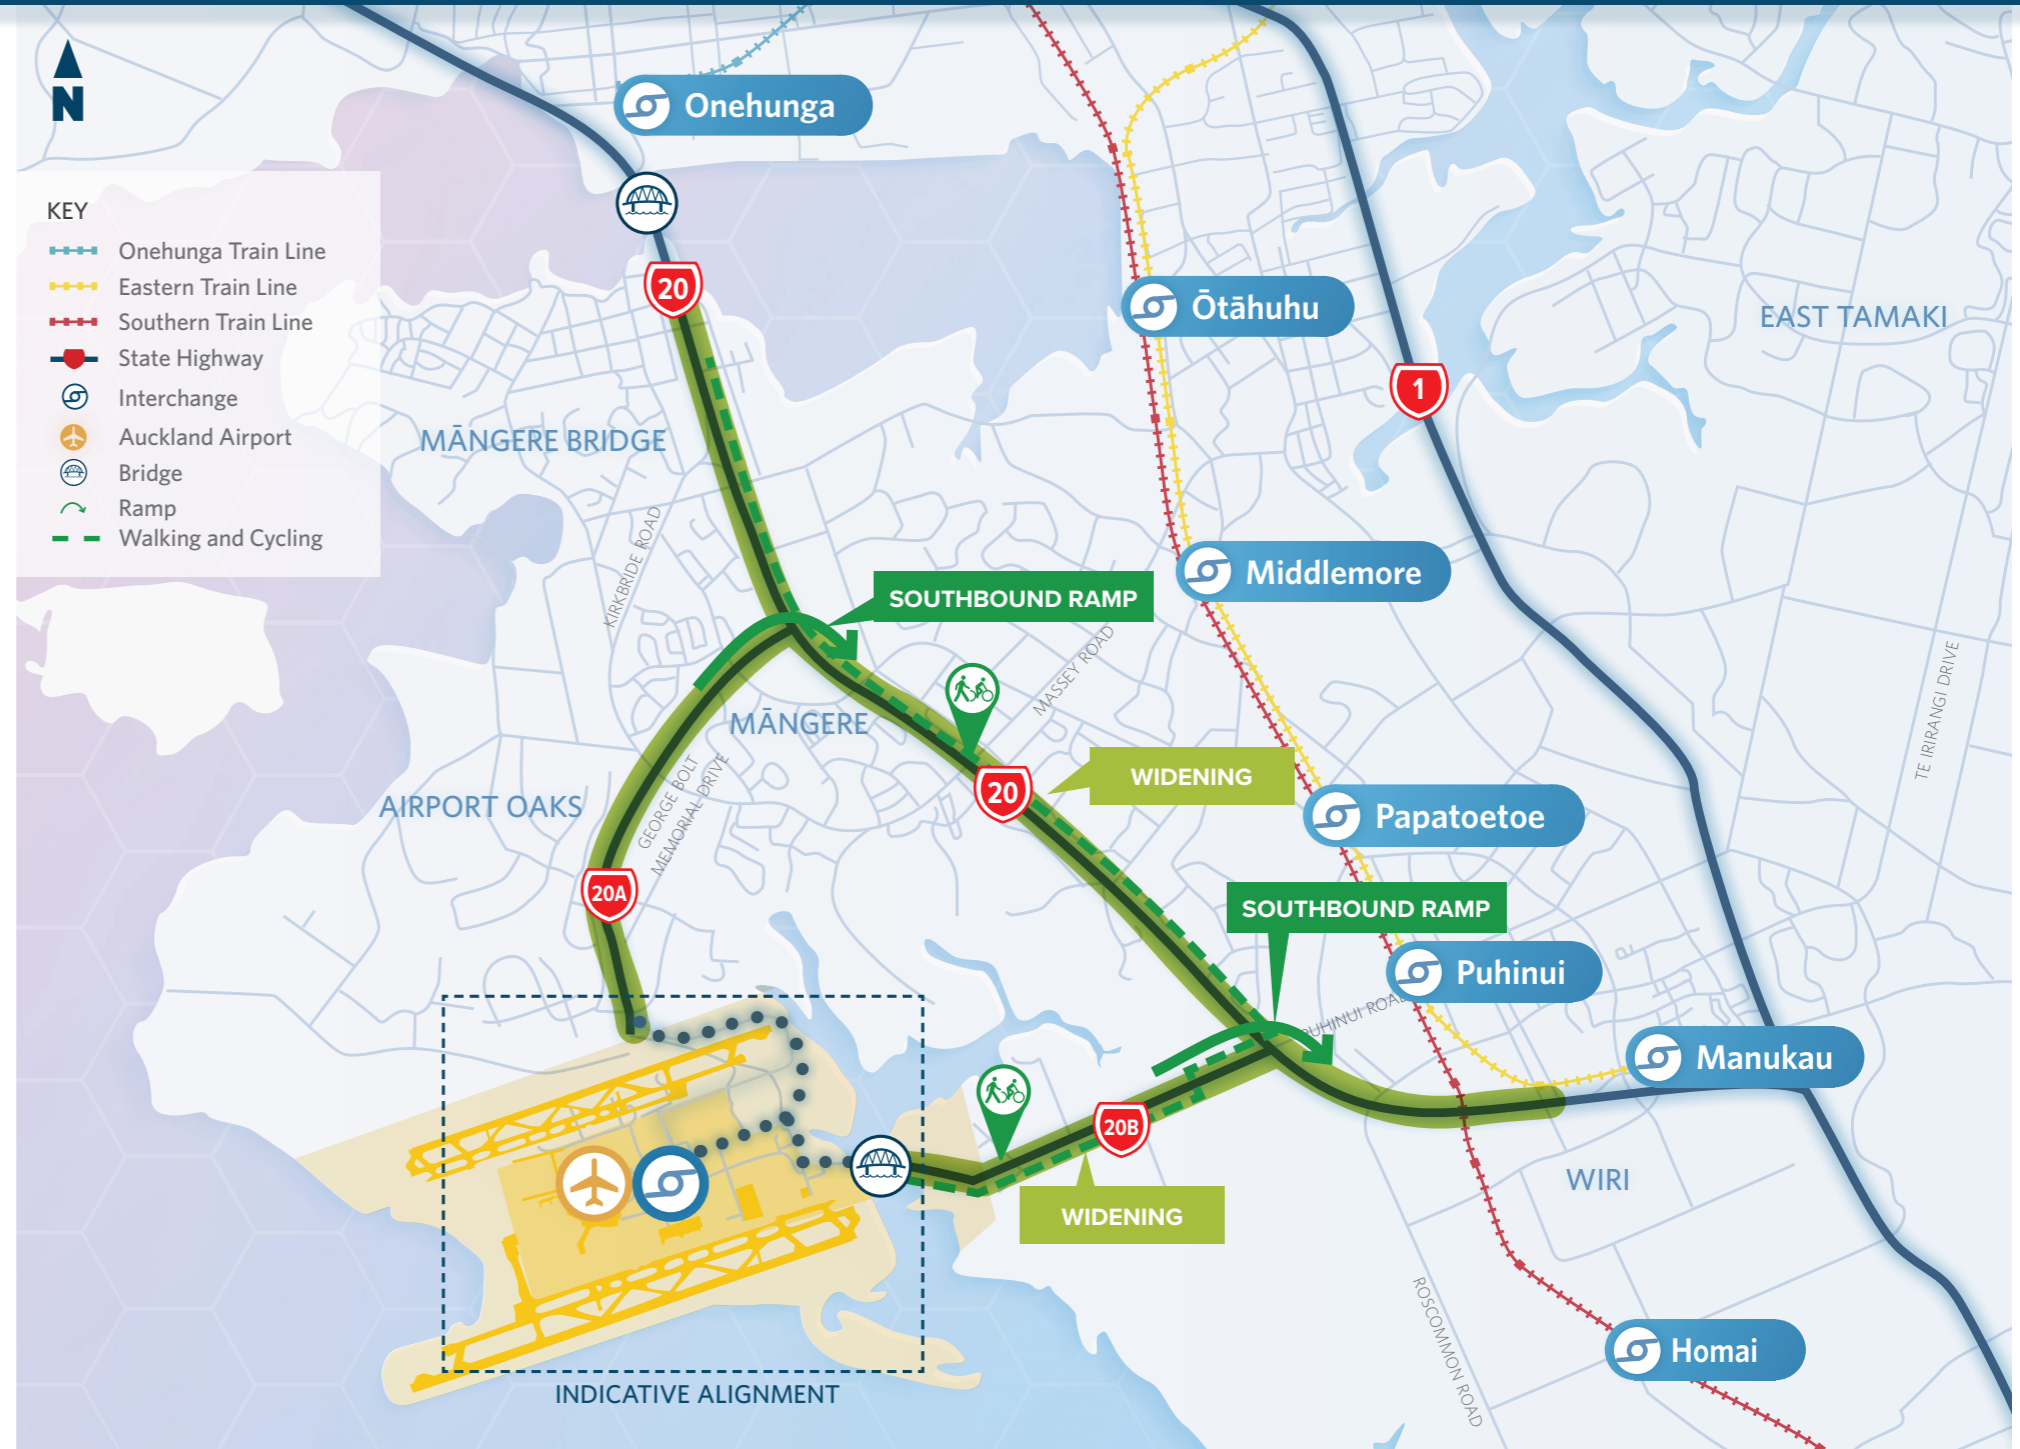 N
Onehunga
KEY
Onehunga Train Line
Eastern Train Line
Southern Train Line
State Highway
Interchange
Auckland Airport
Bridge
Ramp
Walking and Cycling
20
Ōtāhuhu
EAST TAMAKI
1
MĀNGERE BRIDGE
KIRKBRIDE ROAD
Middlemore
SOUTHBOUND RAMP
MASSEY ROAD
TE IRIRANGI DRIVE
MĀNGERE
WIDENING
20
AIRPORT OAKS
GEORGE BOLT
MEMORIAL DRIVE
Papatoetoe
20A
SOUTHBOUND RAMP
Puhinui
PUHINUI ROAD
Manukau
20B
WIRI
WIDENING
ROSCOMMON ROAD
Homai
INDICATIVE ALIGNMENT